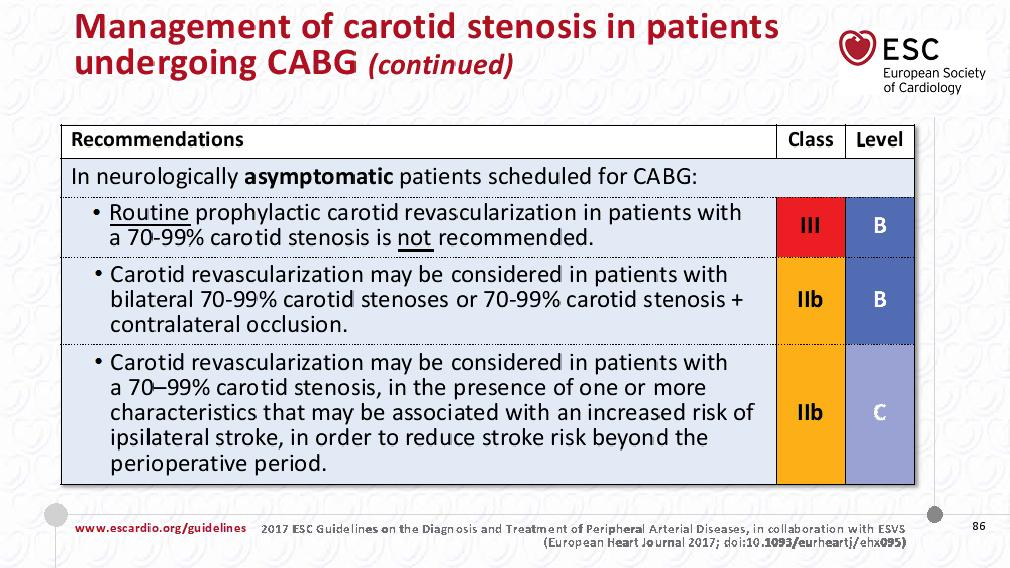 Management of carotid stenosis in patients
undergoing CABG (continued)
ESC
European Society
of Cardiology
Recommendations Class Level
In neurologically asymptomatic patients scheduled for CABG:
• Routine prophylactic carotid revascularization in patients with
a 70-99% carotid stenosis is not recommended.
III B
• Carotid revascularization may be considered in patients with
bilateral 70-99% carotid stenoses or 70-99% carotid stenosis +
contralateral occlusion.
IIb B
• Carotid revascularization may be considered in patients with
a 70–99% carotid stenosis, in the presence of one or more
characteristics that may be associated with an increased risk of
ipsilateral stroke, in order to reduce stroke risk beyond the
perioperative period.
IIb C
www.escardio.org/guidelines
2017 ESC Guidelines on the Diagnosis and Treatment of Peripheral Arterial Diseases, in collaboration with ESVS
(European Heart Journal 2017; doi:10.1093/eurheartj/ehx095)
86